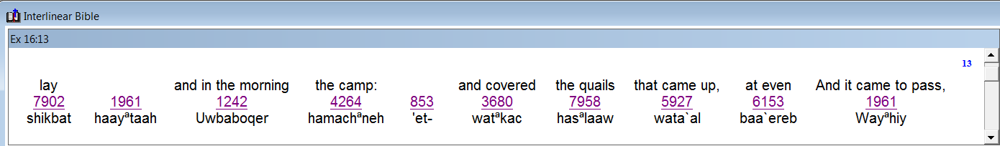 Interlinear Bible
Ex 16:13
13
lay and in the morning the camp: and covered the quails that came up, at even And it came to pass,
7902 1961 1242 4264 853 3680 7958 5927 6153 1961
shikbat haayªtaah Uwbaboqer hamachªneh 'et- watªkac hasªlaaw wata`al baa`ereb Wayªhiy